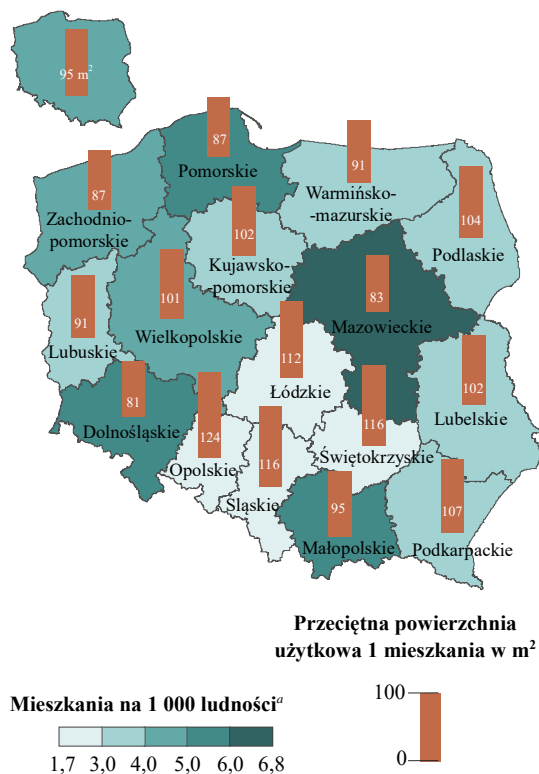 95 m²
87
Pomorskie
91
Warmińsko-
-mazurskie
87
Zachodnio-
pomorskie
104
Podlaskie
102
Kujawsko-
-pomorskie
101
Wielkopolskie
83
Mazowieckie
91
Lubuskie
112
Łódzkie
102
Lubelskie
81
Dolnośląskie
124
Opolskie
116
Śląskie
116
Świętokrzyskie
95
Małopolskie
107
Podkarpackie
Przeciętna powierzchnia
użytkowa 1 mieszkania w m²
Mieszkania na 1 000 ludnościᵃ
1,7 3,0 4,0 5,0 6,0 6,8
100
0